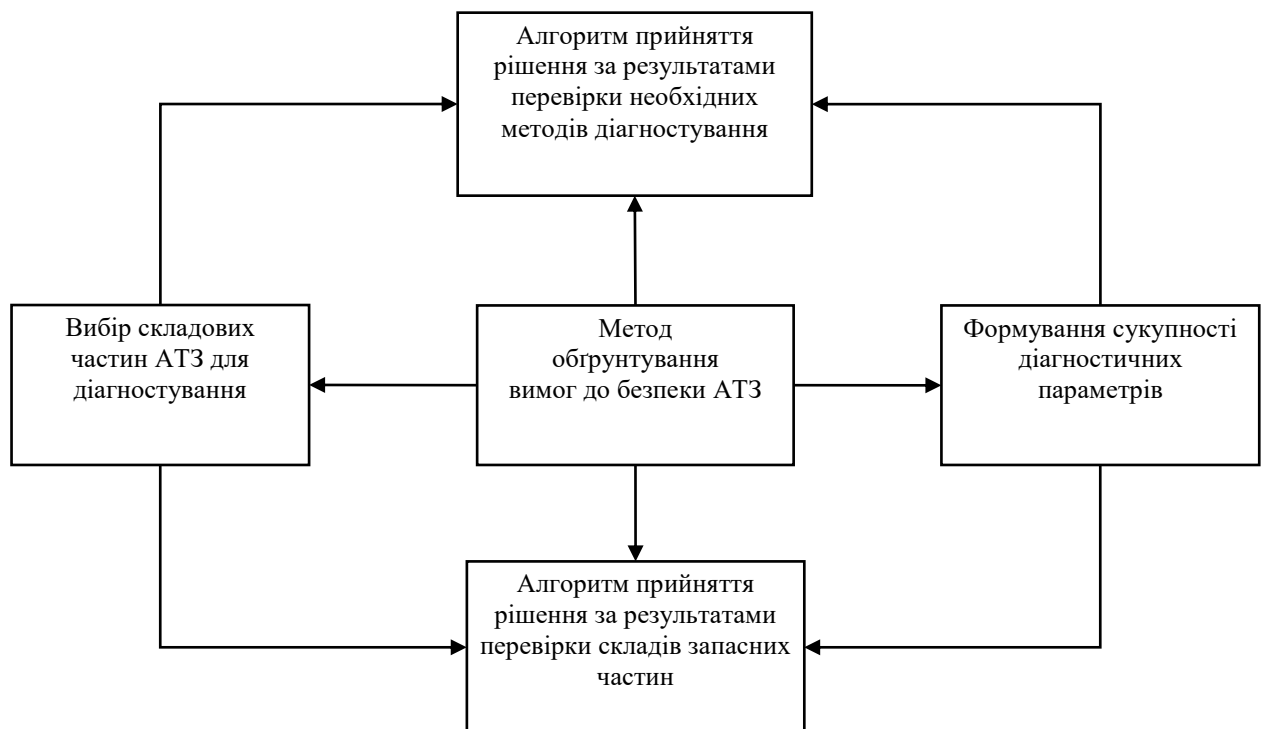 Алгоритм прийняття
рішення за результатами
перевірки необхідних
методів діагностування
Вибір складових
частин АТЗ для
діагностування
Метод
обґрунтування
вимог до безпеки АТЗ
Формування сукупності
діагностичних
параметрів
Алгоритм прийняття
рішення за результатами
перевірки складів запасних
частин